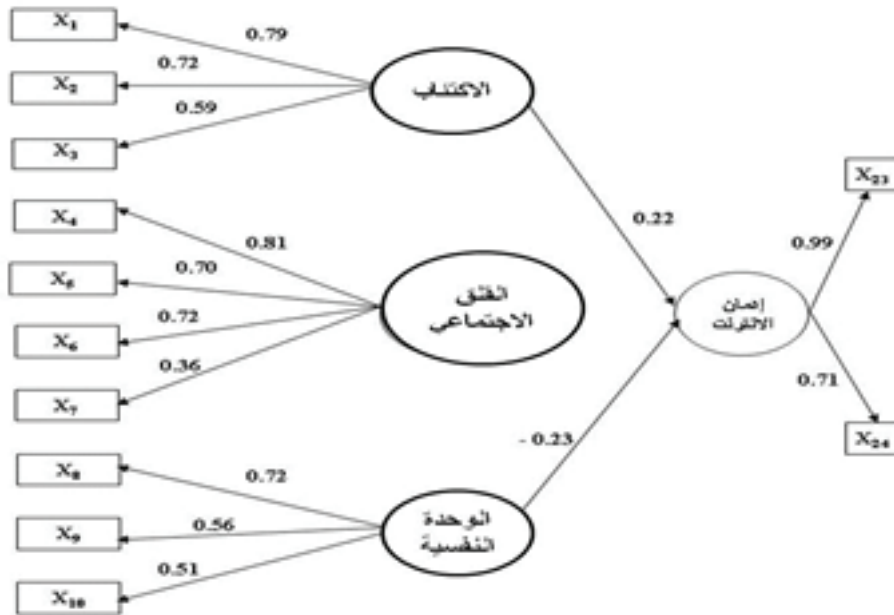 X₁
0.79
X₂
0.72
الاكتئاب
0.59
X₃
X₄
0.81
X₅
0.70
القلق
الاجتماعي
X₆
0.72
0.36
X₇
0.22
إدمان
الانترنت
X₂₃
0.99
0.71
X₂₄
- 0.23
X₈
0.72
X₉
0.56
الوحدة
النفسية
0.51
X₁₀